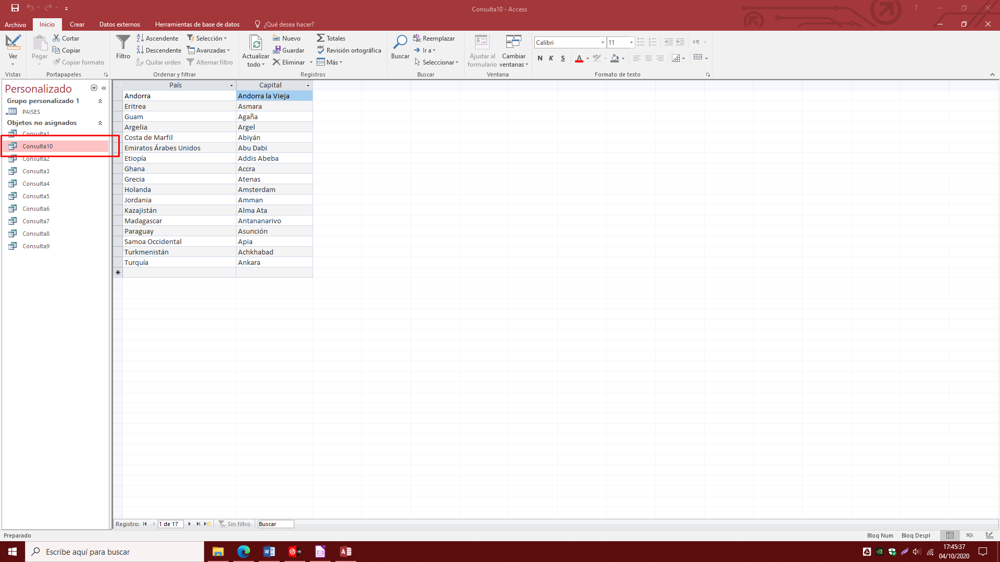 Consulta10 - Access
Archivo Inicio Crear Datos externos Herramientas de base de datos ¿Qué desea hacer?
Ver Pegar Cortar Copiar Copiar formato
Filtro Ascendente Descendente Quitar orden Selección Avanzadas Alternar filtro
Actualizar todo Nuevo Guardar Eliminar Totales Revisión ortográfica Más
Buscar Reemplazar Ir a Seleccionar
Ajustar al formulario Cambiar ventanas
Calibri 11
N K S
Vistas Portapapeles Ordenar y filtrar Registros Buscar Ventana Formato de texto
Personalizado
Grupo personalizado 1
PAISES
Objetos no asignados
Consulta1
Consulta10
Consulta2
Consulta3
Consulta4
Consulta5
Consulta6
Consulta7
Consulta8
Consulta9
País Capital
Andorra Andorra la Vieja
Eritrea Asmara
Guam Agaña
Argelia Argel
Costa de Marfil Abiyán
Emiratos Árabes Unidos Abu Dabi
Etiopía Addis Abeba
Ghana Accra
Grecia Atenas
Holanda Amsterdam
Jordania Amman
Kazajistán Alma Ata
Madagascar Antananarivo
Paraguay Asunción
Samoa Occidental Apia
Turkmenistán Achkhabad
Turquía Ankara
Registro: 1 de 17 Sin filtro Buscar
Preparado Bloq Num Bloq Despl SQL
Escribe aquí para buscar
17:45:37
04/10/2020